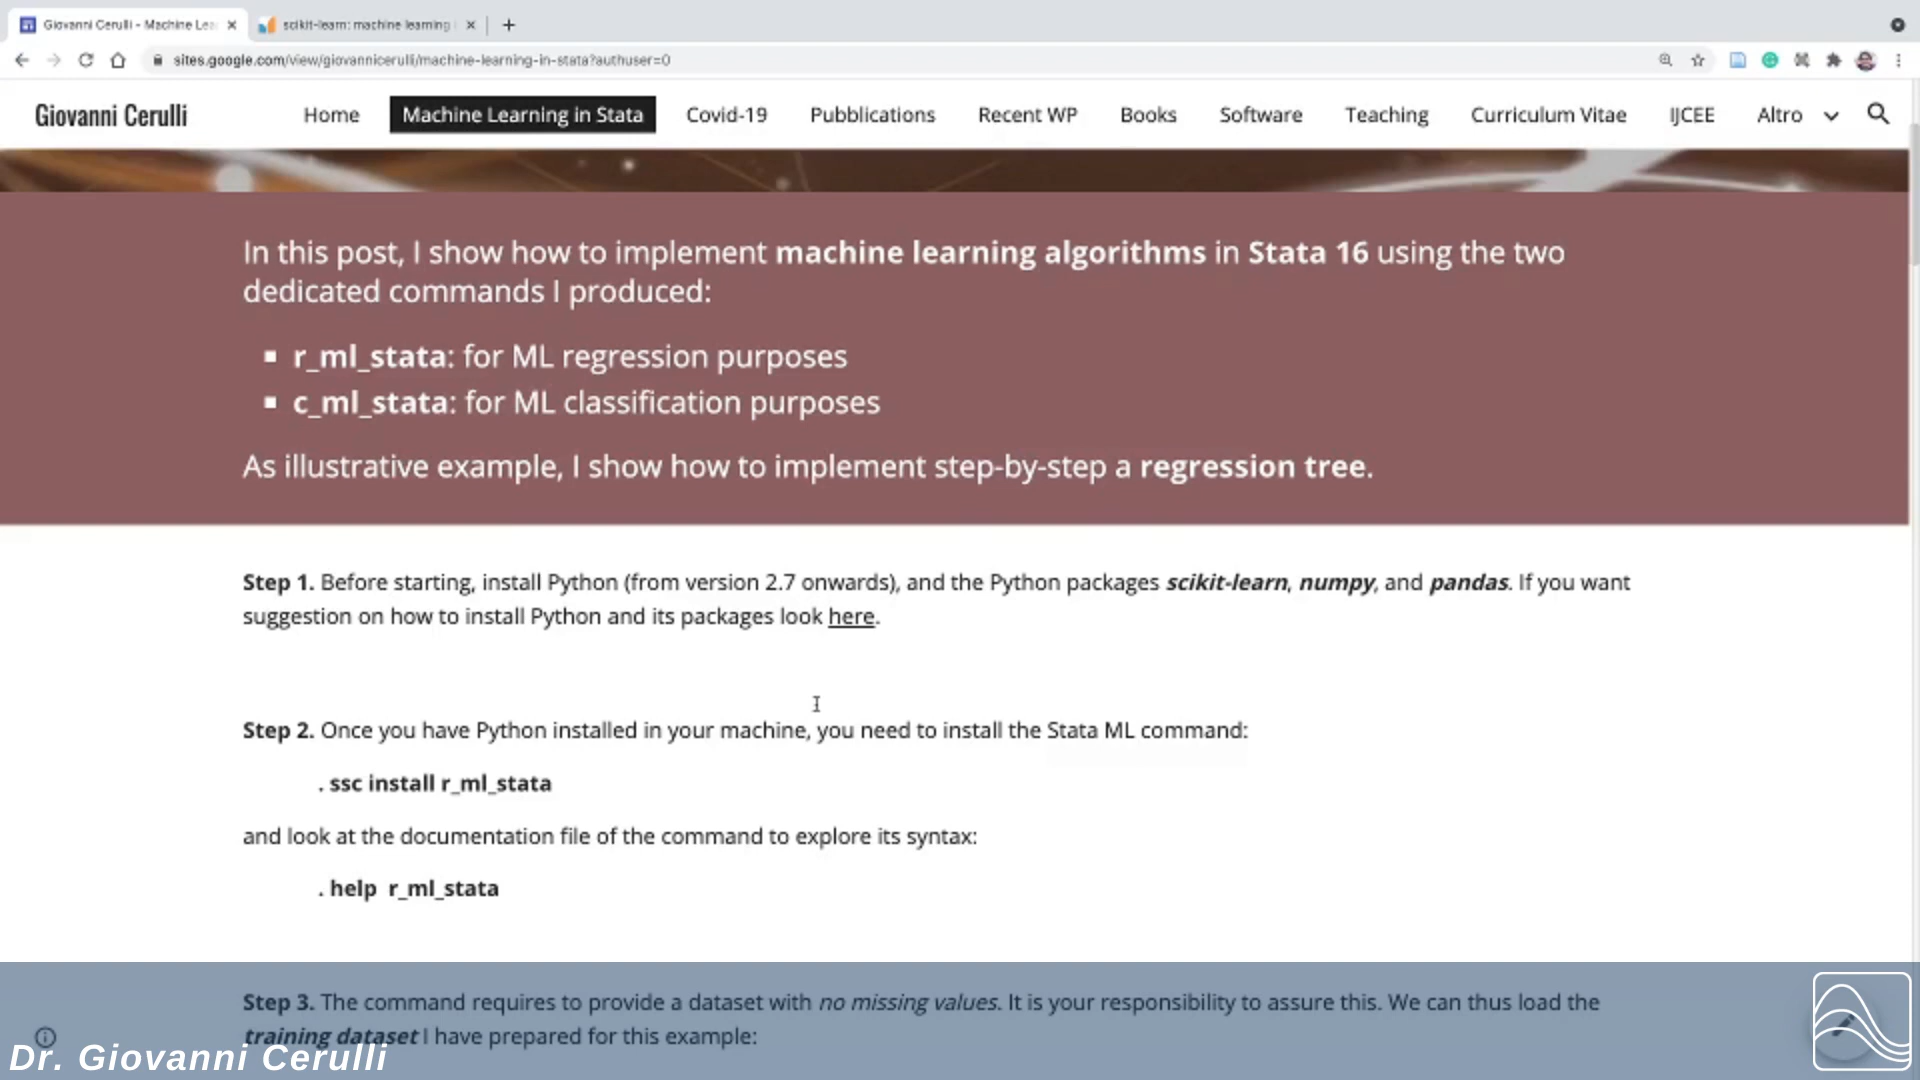 Giovanni Cerulli - Machine Lea
scikit-learn: machine learning
sites.google.com/view/giovannicerulli/machine-learning-in-stata?authuser=0
Giovanni Cerulli
Home
Machine Learning in Stata
Covid-19
Pubblications
Recent WP
Books
Software
Teaching
Curriculum Vitae
IJCEE
Altro
In this post, I show how to implement machine learning algorithms in Stata 16 using the two
dedicated commands I produced:
r_ml_stata: for ML regression purposes
c_ml_stata: for ML classification purposes
As illustrative example, I show how to implement step-by-step a regression tree.
Step 1. Before starting, install Python (from version 2.7 onwards), and the Python packages scikit-learn, numpy, and pandas. If you want
suggestion on how to install Python and its packages look here.
Step 2. Once you have Python installed in your machine, you need to install the Stata ML command:
. ssc install r_ml_stata
and look at the documentation file of the command to explore its syntax:
. help r_ml_stata
Step 3. The command requires to provide a dataset with no missing values. It is your responsibility to assure this. We can thus load the
training dataset I have prepared for this example:
Dr. Giovanni Cerulli